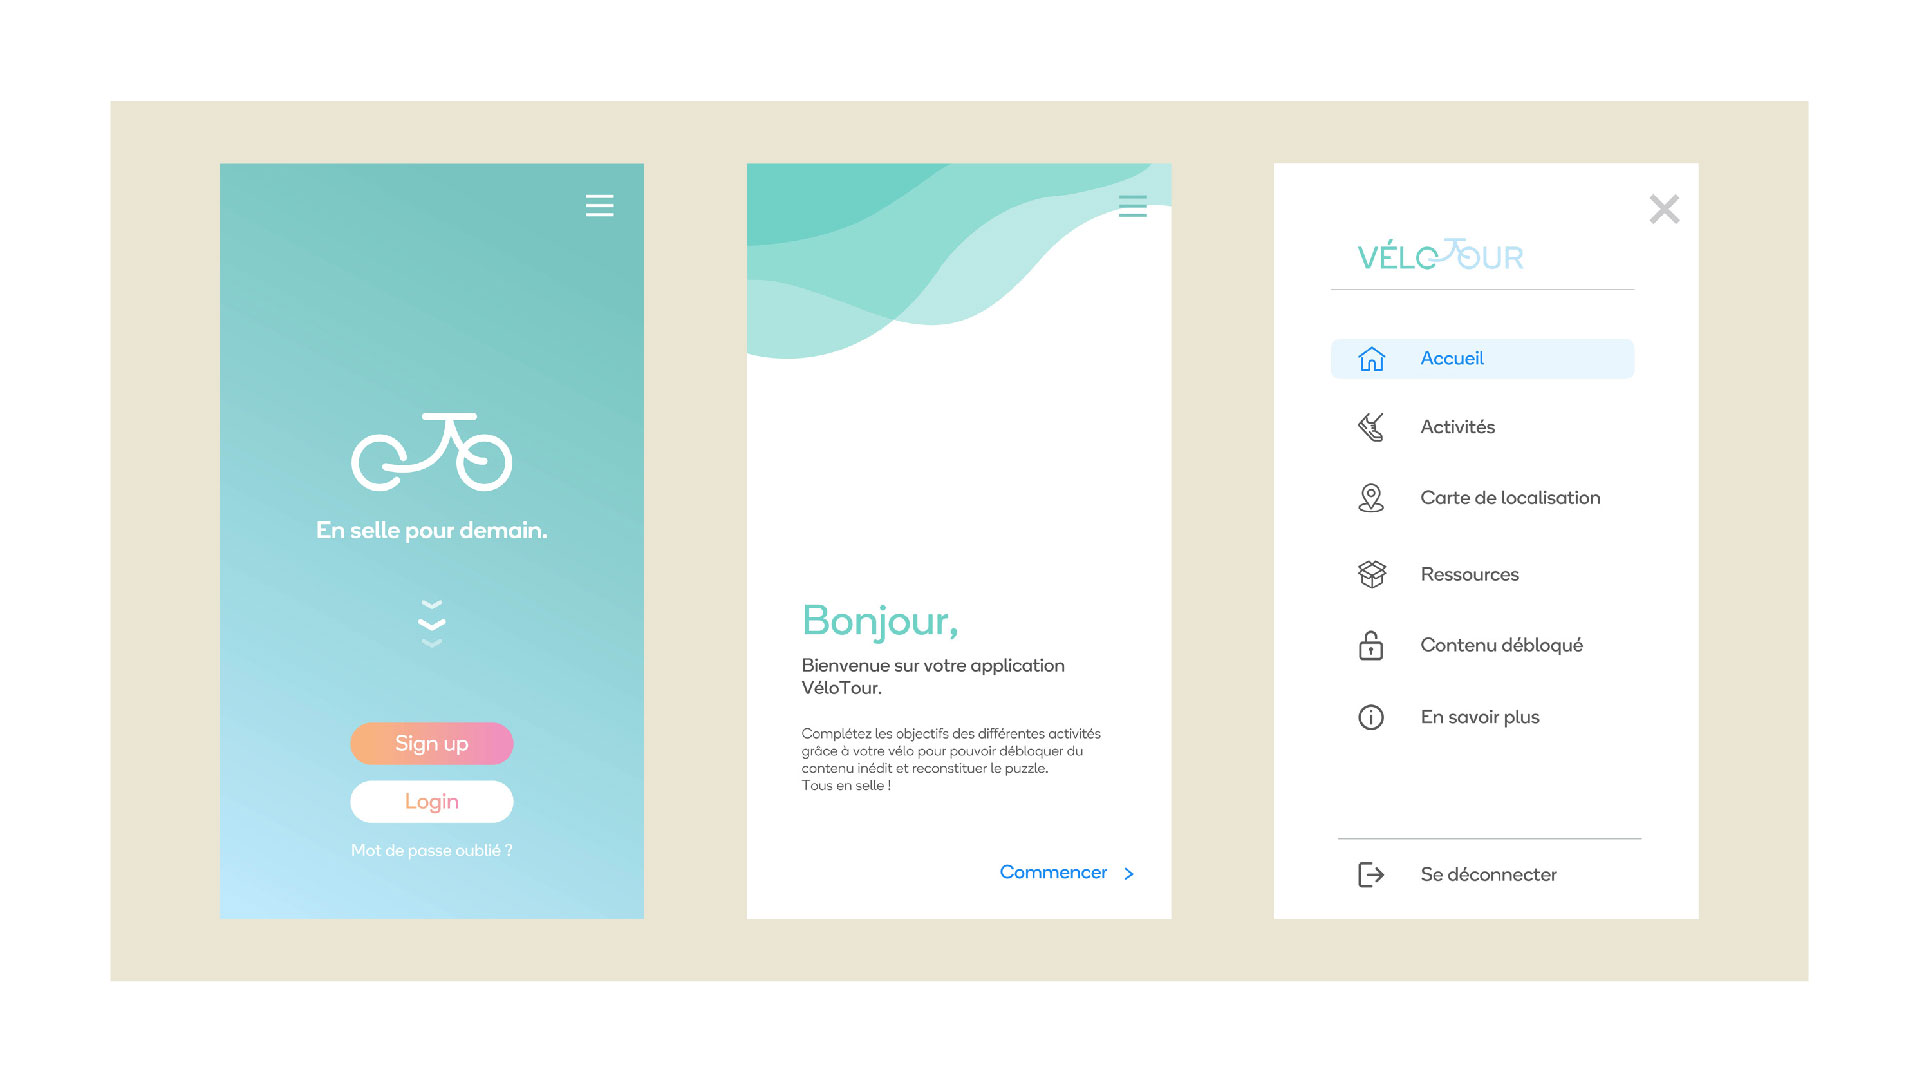 En selle pour demain.
Sign up
Login
Mot de passe oublié ?
Bonjour,
Bienvenue sur votre application
VéloTour.
Complétez les objectifs des différentes activités
grâce à votre vélo pour pouvoir débloquer du
contenu inédit et reconstituer le puzzle.
Tous en selle !
Commencer
VÉLOTOUR
Accueil
Activités
Carte de localisation
Ressources
Contenu débloqué
En savoir plus
Se déconnecter